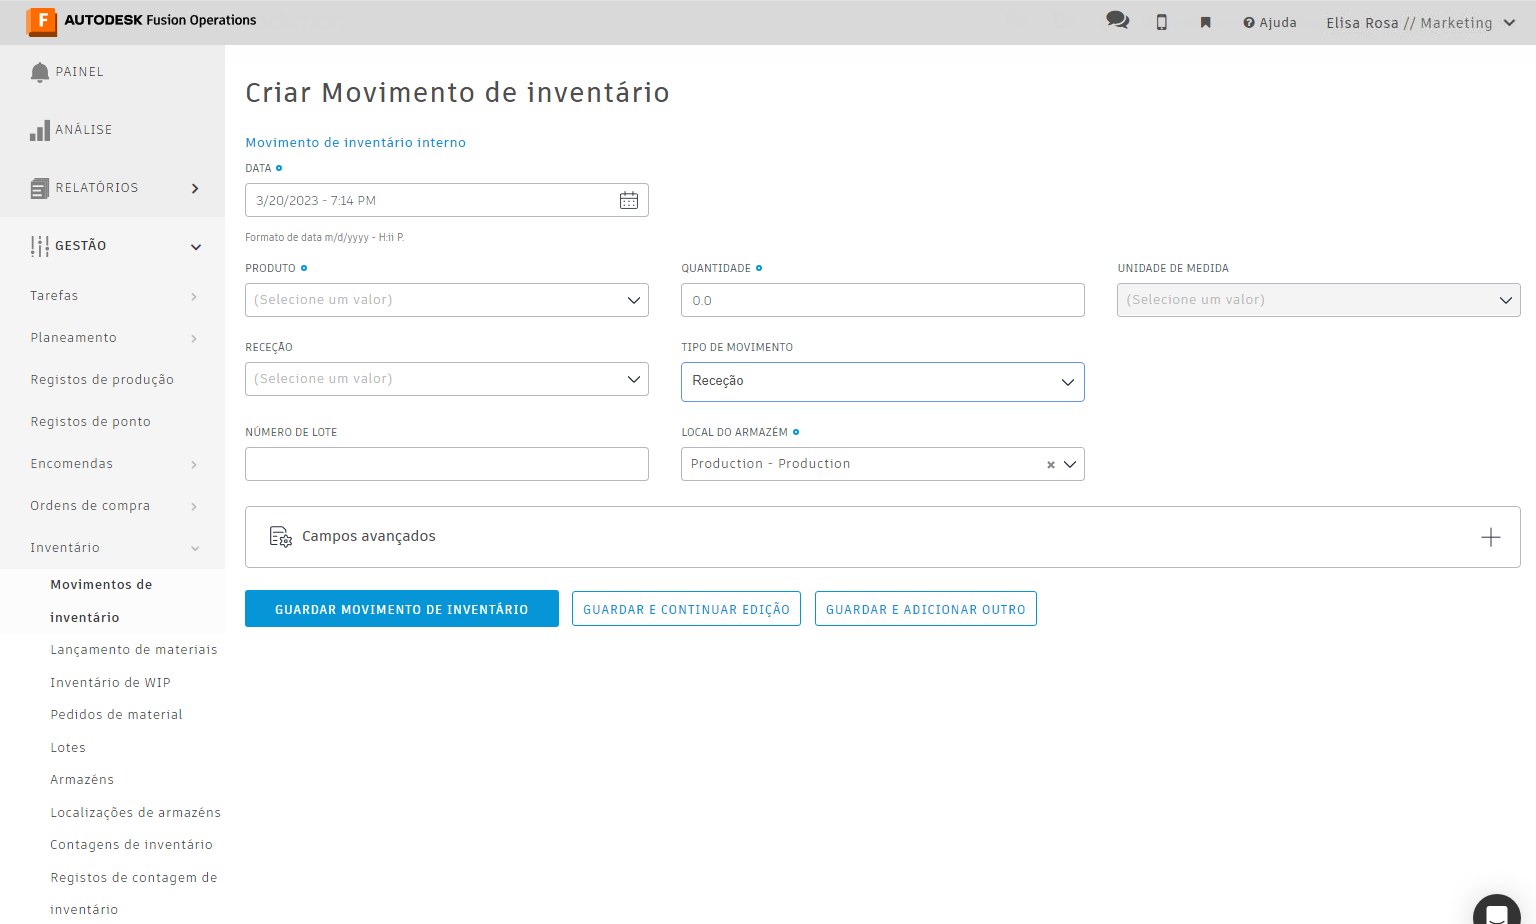 AUTODESK Fusion Operations
Ajuda
Elisa Rosa // Marketing
PAINEL
ANÁLISE
RELATÓRIOS
GESTÃO
Tarefas
Planeamento
Registos de produção
Registos de ponto
Encomendas
Ordens de compra
Inventário
Movimentos de
inventário
Lançamento de materiais
Inventário de WIP
Pedidos de material
Lotes
Armazéns
Localizações de armazéns
Contagens de inventário
Registos de contagem de
inventário
Criar Movimento de inventário
Movimento de inventário interno
DATA
3/20/2023 - 7:14 PM
Formato de data m/d/yyyy - H:ii P.
PRODUTO
(Selecione um valor)
QUANTIDADE
0.0
UNIDADE DE MEDIDA
(Selecione um valor)
RECEÇÃO
(Selecione um valor)
TIPO DE MOVIMENTO
Receção
NÚMERO DE LOTE
LOCAL DO ARMAZÉM
Production - Production
Campos avançados
GUARDAR MOVIMENTO DE INVENTÁRIO
GUARDAR E CONTINUAR EDIÇÃO
GUARDAR E ADICIONAR OUTRO